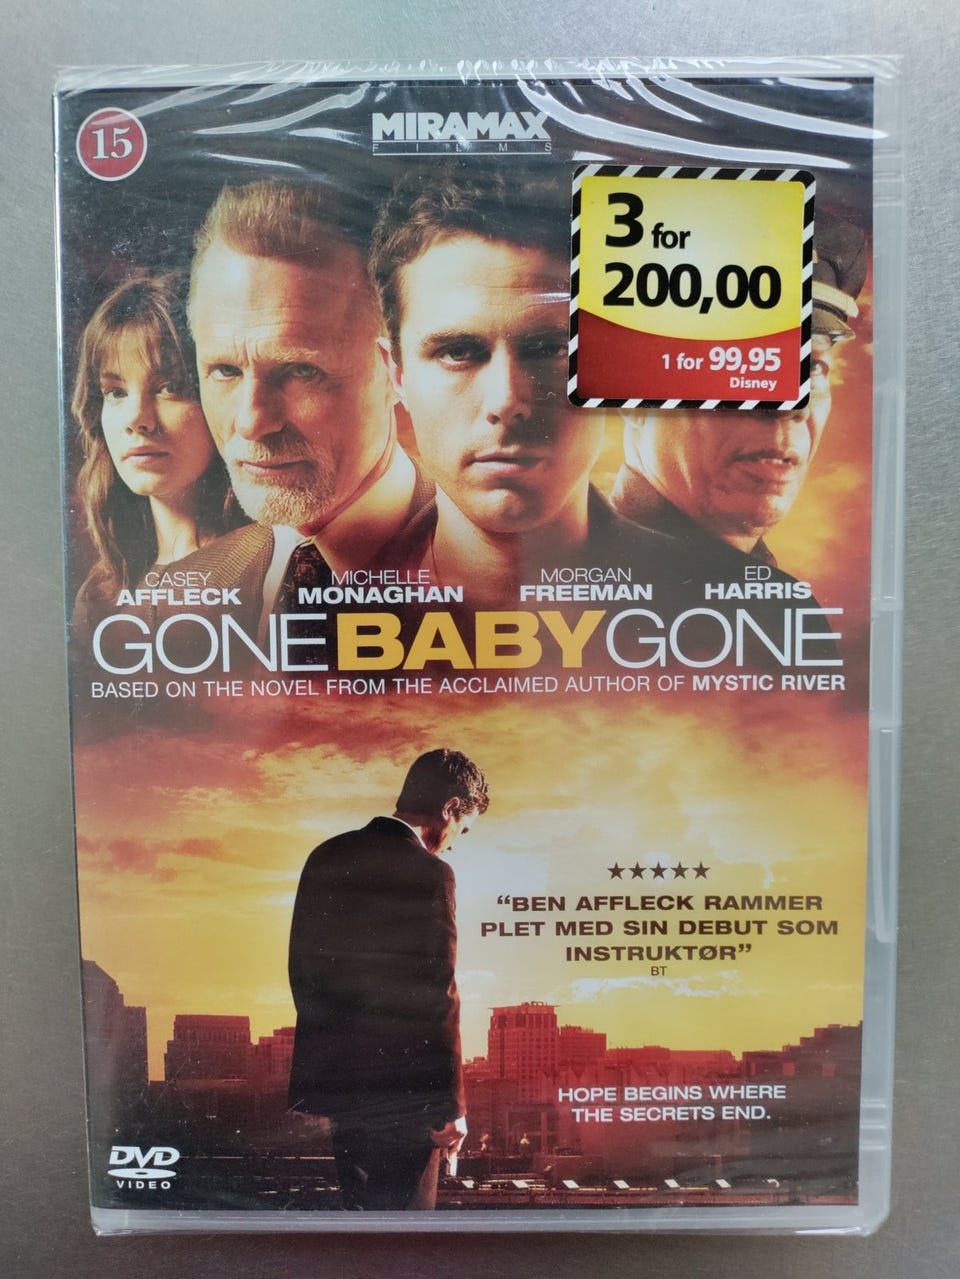 15
MIRAMAX
FILMS
3 for
200,00
1 for 99,95
Disney
CASEY
AFFLECK
MICHELLE
MONAGHAN
MORGAN
FREEMAN
ED
HARRIS
GONE BABY GONE
BASED ON THE NOVEL FROM THE ACCLAIMED AUTHOR OF MYSTIC RIVER
★★★★★
“BEN AFFLECK RAMMER
PLET MED SIN DEBUT SOM
INSTRUKTØR”
BT
HOPE BEGINS WHERE
THE SECRETS END.
DVD
VIDEO